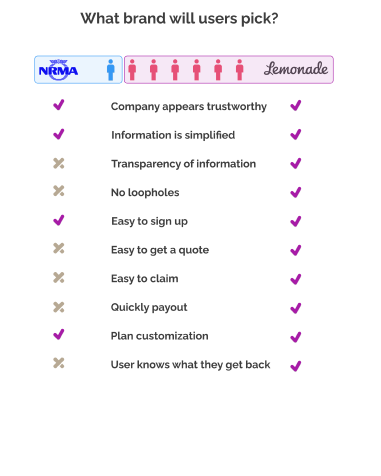 What brand will users pick?
NRMA
Lemonade
Company appears trustworthy
Information is simplified
Transparency of information
No loopholes
Easy to sign up
Easy to get a quote
Easy to claim
Quickly payout
Plan customization
User knows what they get back